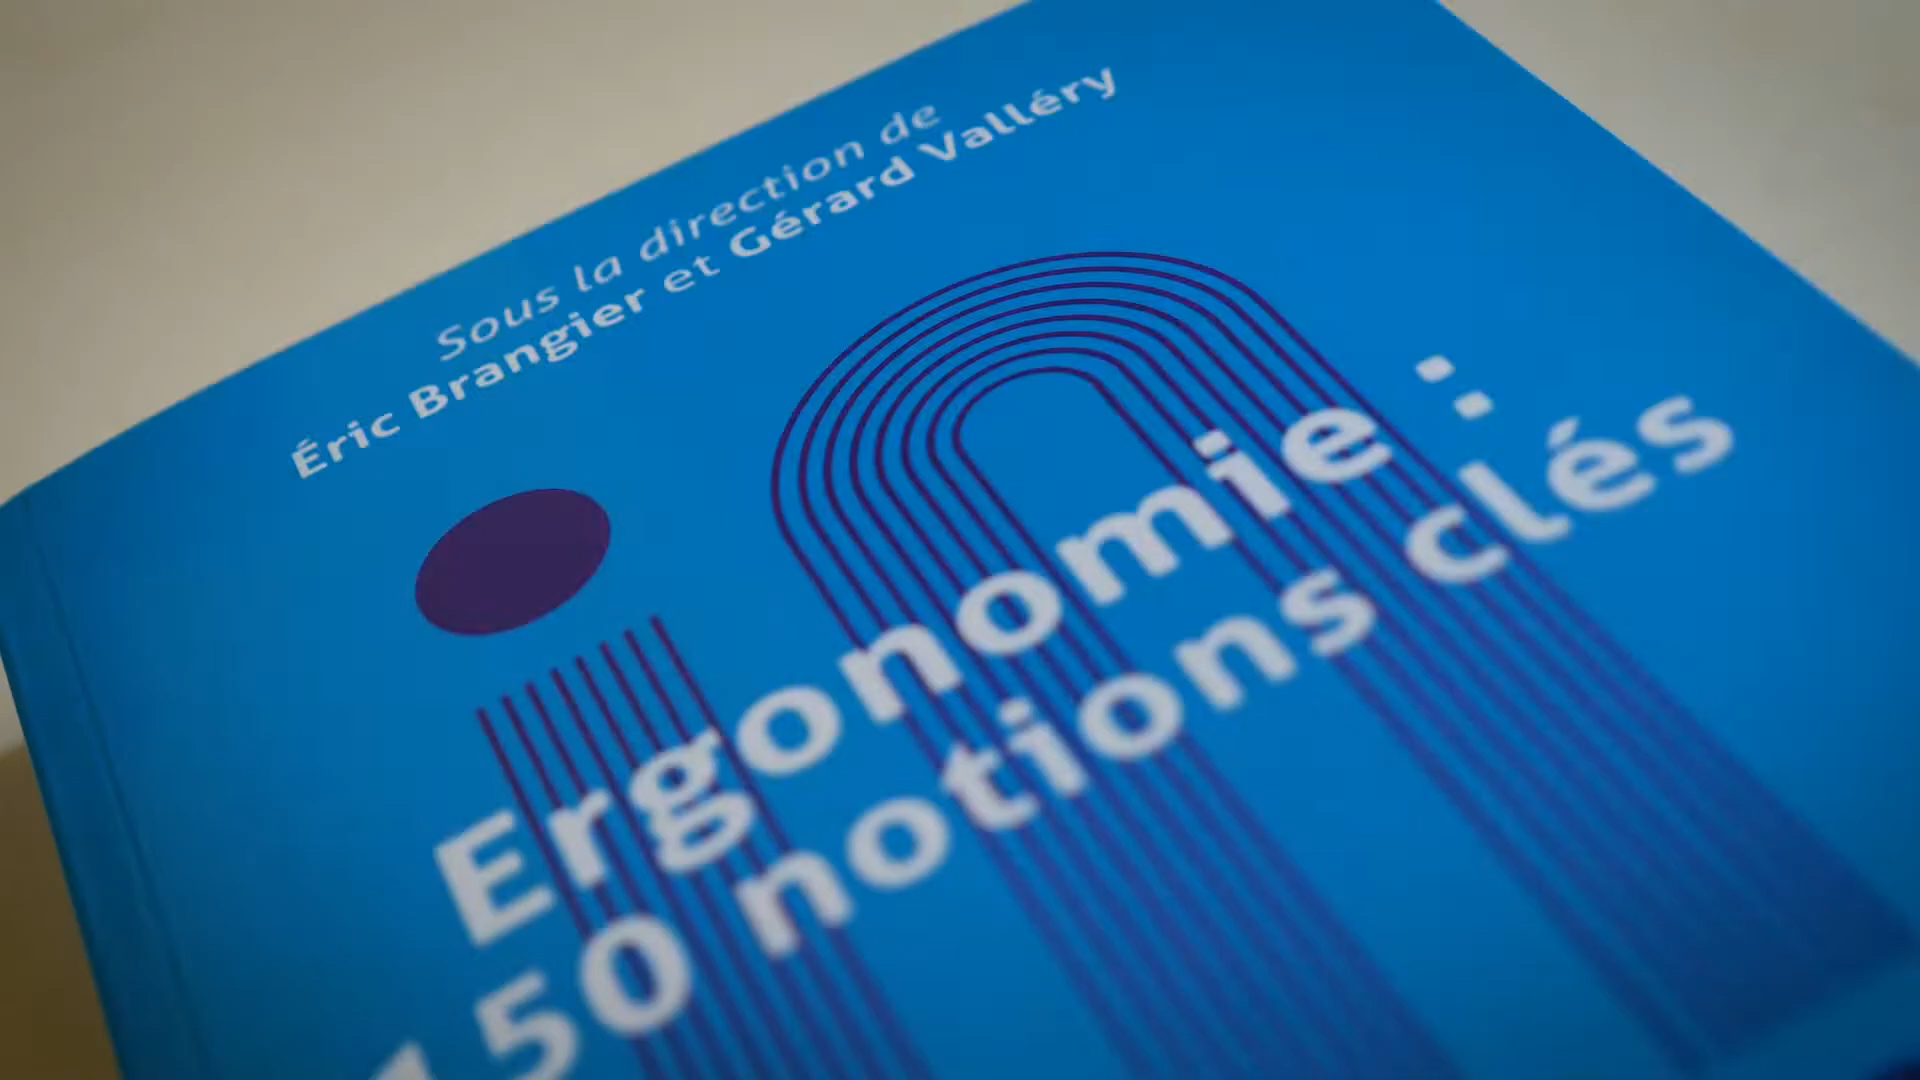 Sous la direction de
Éric Brangier et Gérard Valléry
Ergonomie :
150 notions clés